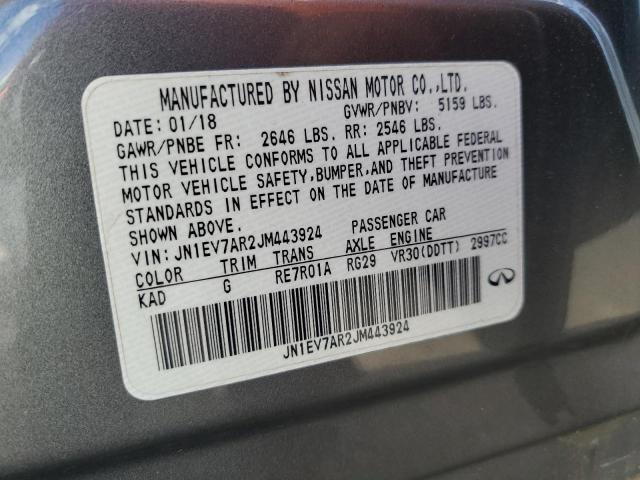 MANUFACTURED BY NISSAN MOTOR CO.,LTD.
DATE: 01/18 GVWR/PNBV: 5159 LBS.
GAWR/PNBE FR: 2646 LBS. RR: 2546 LBS.
THIS VEHICLE CONFORMS TO ALL APPLICABLE FEDERAL
MOTOR VEHICLE SAFETY,BUMPER,AND THEFT PREVENTION
STANDARDS IN EFFECT ON THE DATE OF MANUFACTURE
SHOWN ABOVE.
VIN: JN1EV7AR2JM443924 PASSENGER CAR
COLOR TRIM TRANS AXLE ENGINE
KAD G RE7R01A RG29 VR30(DDTT) 2997CC
JN1EV7AR2JM443924